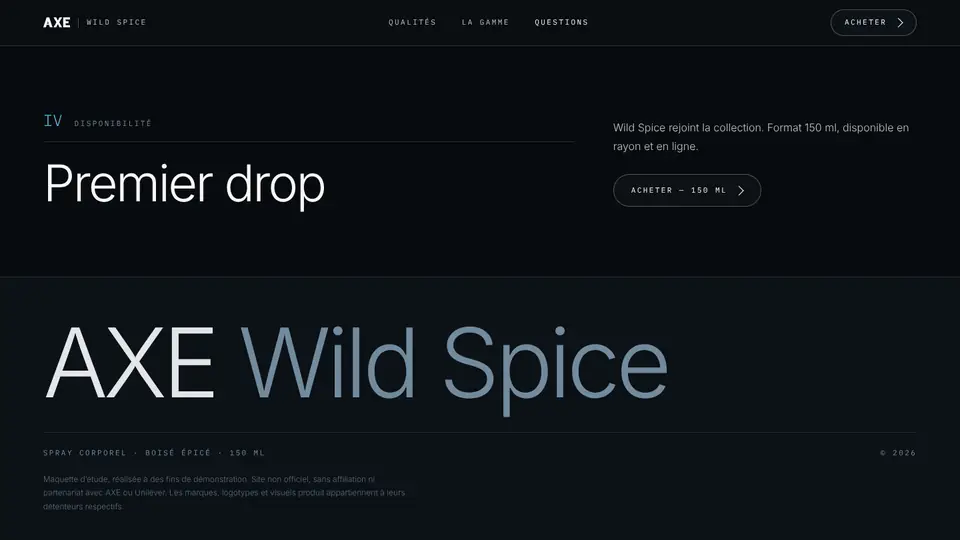 AXE | WILD SPICE
QUALITÉS LA GAMME QUESTIONS
ACHETER
IV DISPONIBILITÉ
Premier drop
Wild Spice rejoint la collection. Format 150 ml, disponible en
rayon et en ligne.
ACHETER — 150 ML
AXE Wild Spice
SPRAY CORPOREL · BOISÉ ÉPICÉ · 150 ML
© 2026
Maquette d'étude, réalisée à des fins de démonstration. Site non officiel, sans affiliation ni
partenariat avec AXE ou Unilever. Les marques, logotypes et visuels produit appartiennent à leurs
détenteurs respectifs.